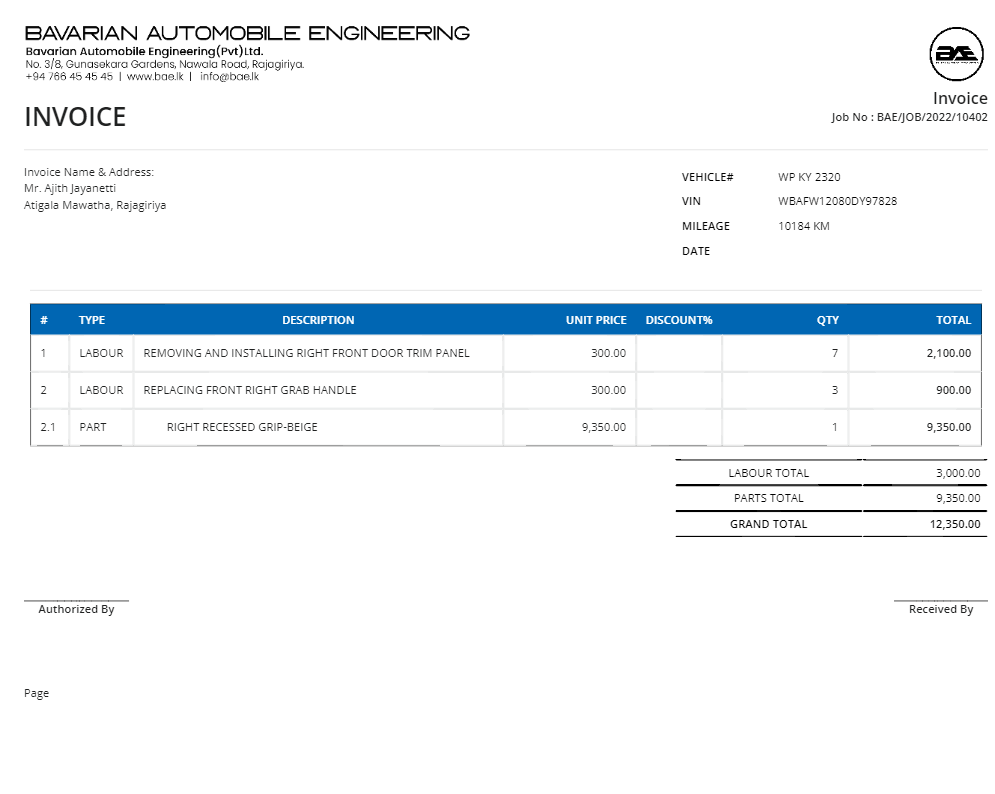 BAVARIAN AUTOMOBILE ENGINEERING
Bavarian Automobile Engineering(Pvt)Ltd.
No. 3/8, Gunasekara Gardens, Nawala Road, Rajagiriya.
+94 766 45 45 45 | www.bae.lk | info@bae.lk
BAE
INVOICE
Invoice
Job No : BAE/JOB/2022/10402
Invoice Name & Address:
Mr. Ajith Jayanetti
Atigala Mawatha, Rajagiriya
VEHICLE# WP KY 2320
VIN WBAFW12080DY97828
MILEAGE 10184 KM
DATE
# TYPE DESCRIPTION UNIT PRICE DISCOUNT% QTY TOTAL
1 LABOUR REMOVING AND INSTALLING RIGHT FRONT DOOR TRIM PANEL 300.00 7 2,100.00
2 LABOUR REPLACING FRONT RIGHT GRAB HANDLE 300.00 3 900.00
2.1 PART RIGHT RECESSED GRIP-BEIGE 9,350.00 1 9,350.00
LABOUR TOTAL 3,000.00
PARTS TOTAL 9,350.00
GRAND TOTAL 12,350.00
Authorized By Received By
Page